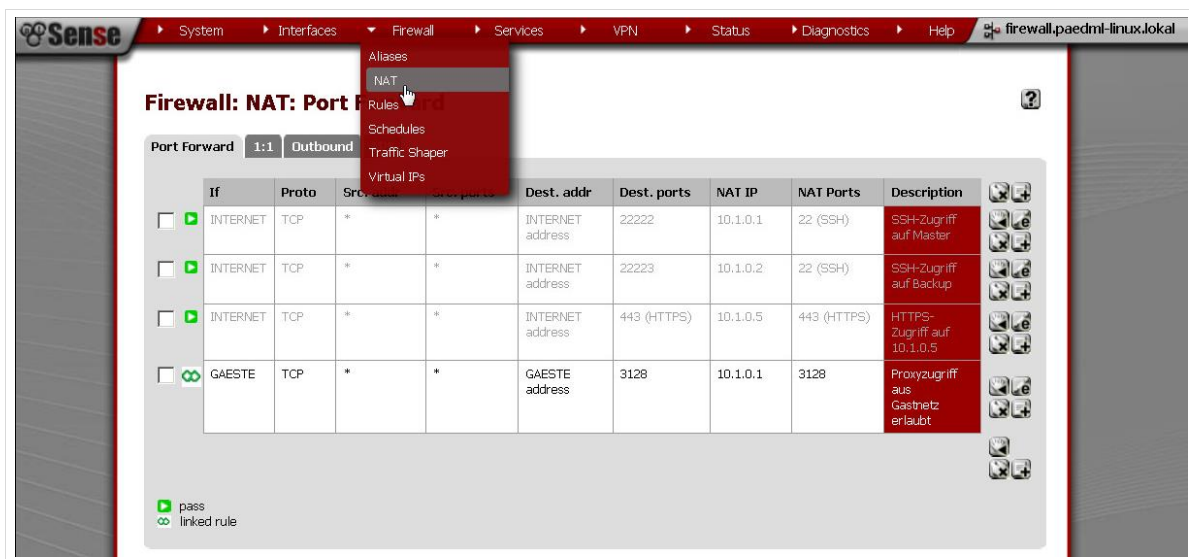 Sense
System Interfaces Firewall Services VPN Status Diagnostics Help firewall.paedml-linux.lokal
Aliases
NAT
Rules
Schedules
Traffic Shaper
Virtual IPs
Firewall: NAT: Port
Port Forward 1:1 Outbound
If Proto Dest. addr Dest. ports NAT IP NAT Ports Description
INTERNET TCP * * INTERNET 22222 10.1.0.1 22 (SSH) SSH-Zugriff
address auf Master
INTERNET TCP * * INTERNET 22223 10.1.0.2 22 (SSH) SSH-Zugriff
address auf Backup
INTERNET TCP * * INTERNET 443 (HTTPS) 10.1.0.5 443 (HTTPS) HTTPS-
address Zugriff auf
10.1.0.5
GAESTE TCP * * GAESTE 3128 10.1.0.1 3128 Proxyzugriff
address aus
Gastnetz
erlaubt
pass
linked rule